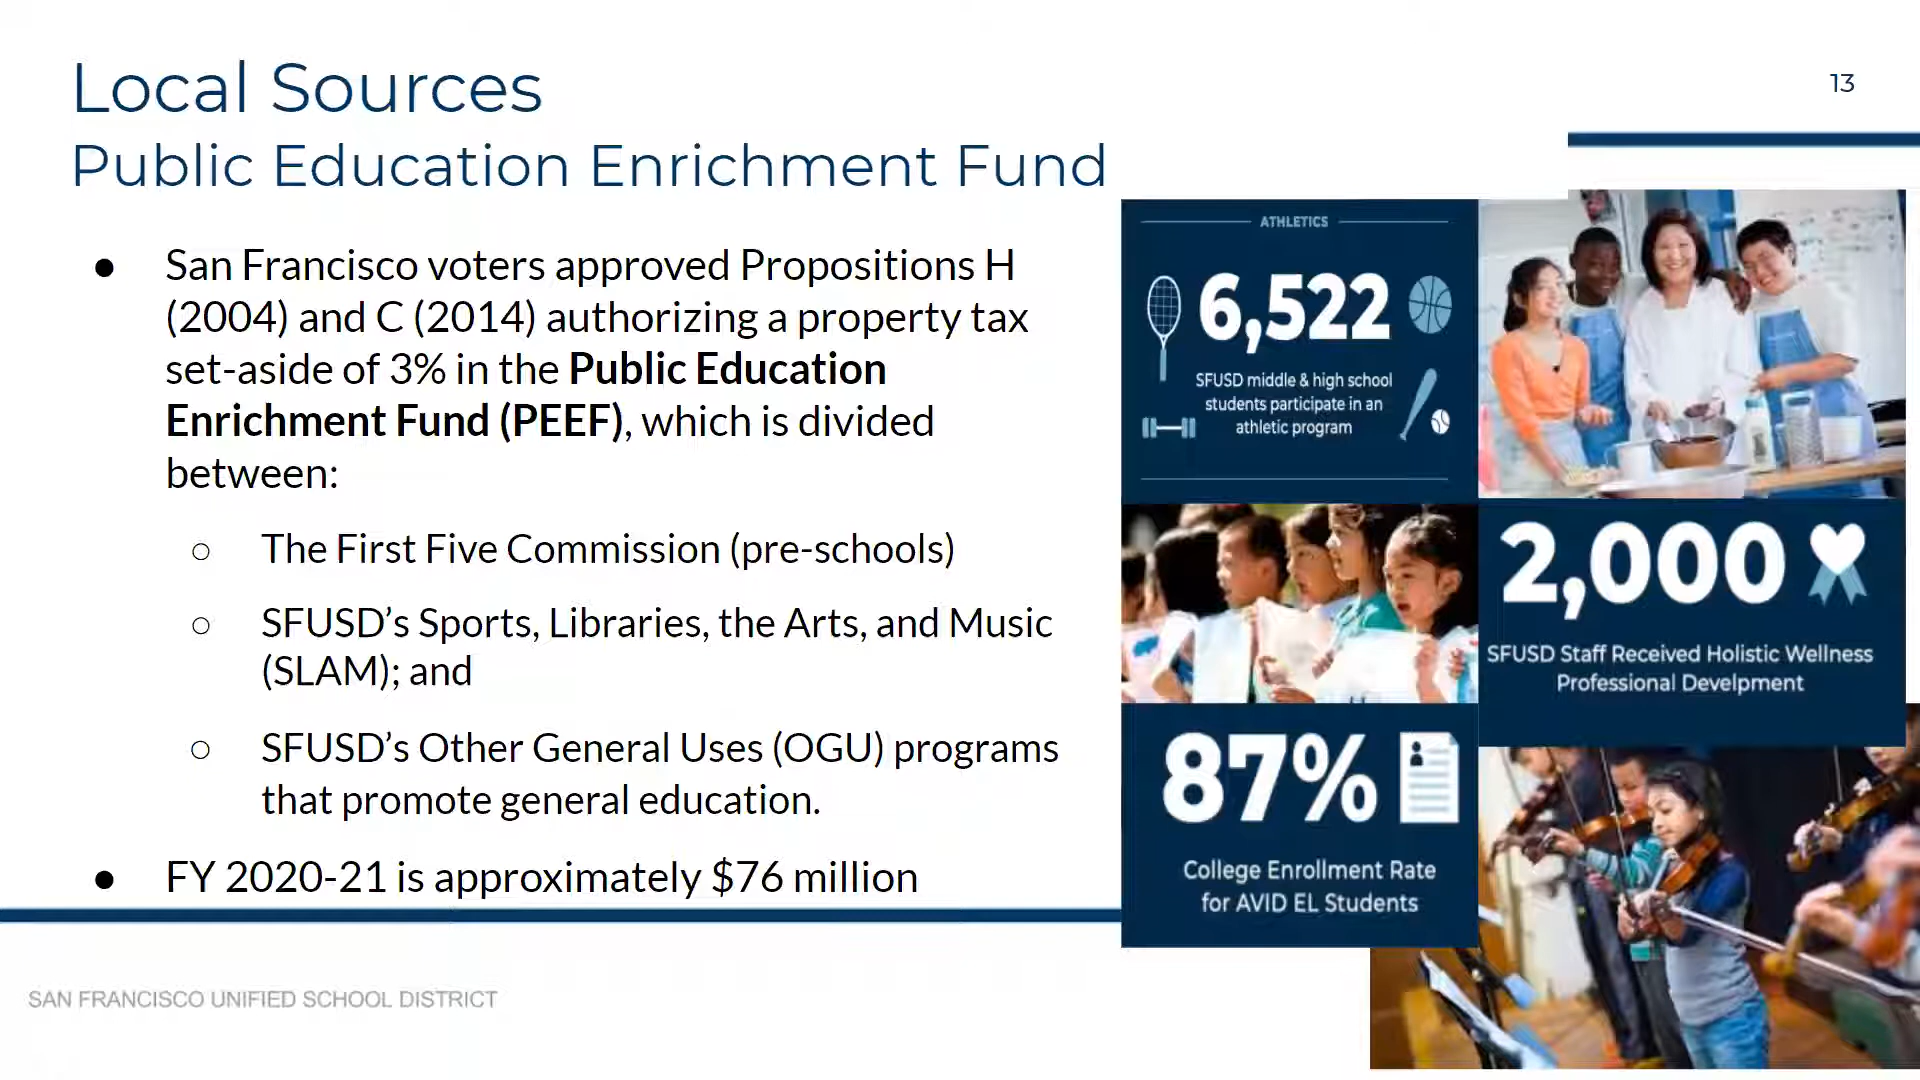 Local Sources
Public Education Enrichment Fund
13
● San Francisco voters approved Propositions H
(2004) and C (2014) authorizing a property tax
set-aside of 3% in the Public Education
Enrichment Fund (PEEF), which is divided
between:
○ The First Five Commission (pre-schools)
○ SFUSD’s Sports, Libraries, the Arts, and Music
(SLAM); and
○ SFUSD’s Other General Uses (OGU) programs
that promote general education.
● FY 2020-21 is approximately $76 million
ATHLETICS
6,522
SFUSD middle & high school
students participate in an
athletic program
2,000
SFUSD Staff Received Holistic Wellness
Professional Develpment
87%
College Enrollment Rate
for AVID EL Students
SAN FRANCISCO UNIFIED SCHOOL DISTRICT